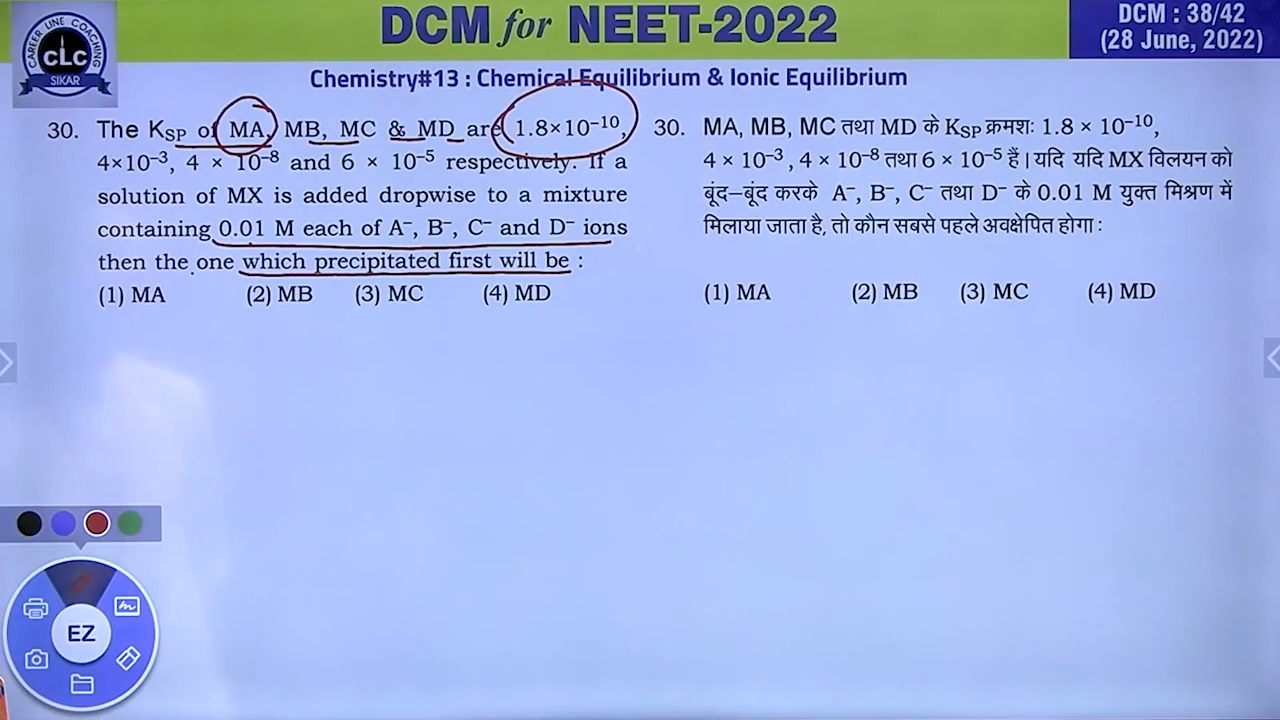 DCM for NEET-2022
DCM : 38/42
(28 June, 2022)
CAREER LINE COACHING
CLC
SIKAR
Chemistry#13 : Chemical Equilibrium & Ionic Equilibrium
30. The KSP of MA, MB, MC & MD are 1.8×10⁻¹⁰,
4×10⁻³, 4 × 10⁻⁸ and 6 × 10⁻⁵ respectively. If a
solution of MX is added dropwise to a mixture
containing 0.01 M each of A⁻, B⁻, C⁻ and D⁻ ions
then the one which precipitated first will be :
(1) MA (2) MB (3) MC (4) MD
30. MA, MB, MC तथा MD के KSP क्रमशः 1.8 × 10⁻¹⁰,
4 × 10⁻³ , 4 × 10⁻⁸ तथा 6 × 10⁻⁵ हैं। यदि यदि MX विलयन को
बूंद–बूंद करके A⁻, B⁻, C⁻ तथा D⁻ के 0.01 M युक्त मिश्रण में
मिलाया जाता है, तो कौन सबसे पहले अवक्षेपित होगा :
(1) MA (2) MB (3) MC (4) MD
EZ